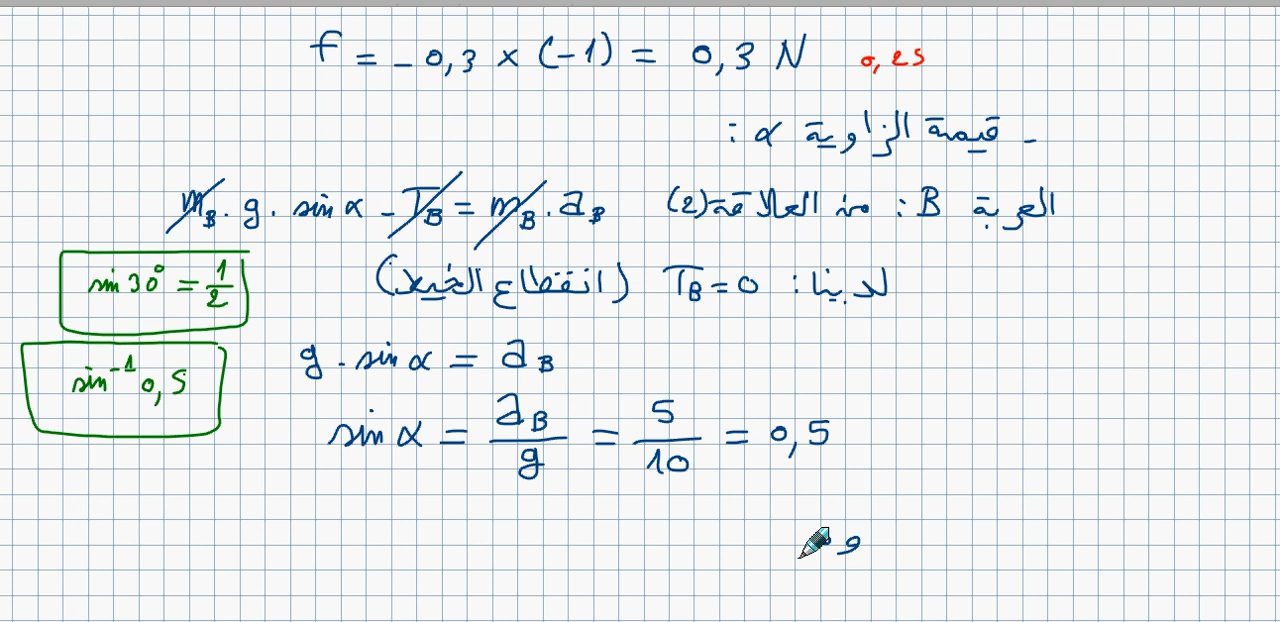 f = - 0,3 × (-1) = 0,3 N 0,25
- قيمة الزاوية α :
العربة B : من العلاقة (2) m_B . g . sin α - T_B = m_B . a_B
لدينا : T_B = 0 (انقطاع الخيط)
sin 30° = 1/2
g . sin α = a_B
sin⁻¹ 0,5
sin α = a_B / g = 5 / 10 = 0,5
و